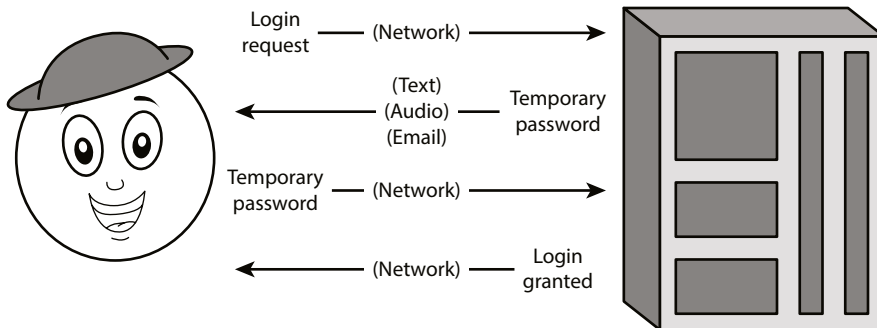 Login
request
(Network)
(Text)
(Audio)
(Email)
Temporary
password
Temporary
password
(Network)
(Network)
Login
granted